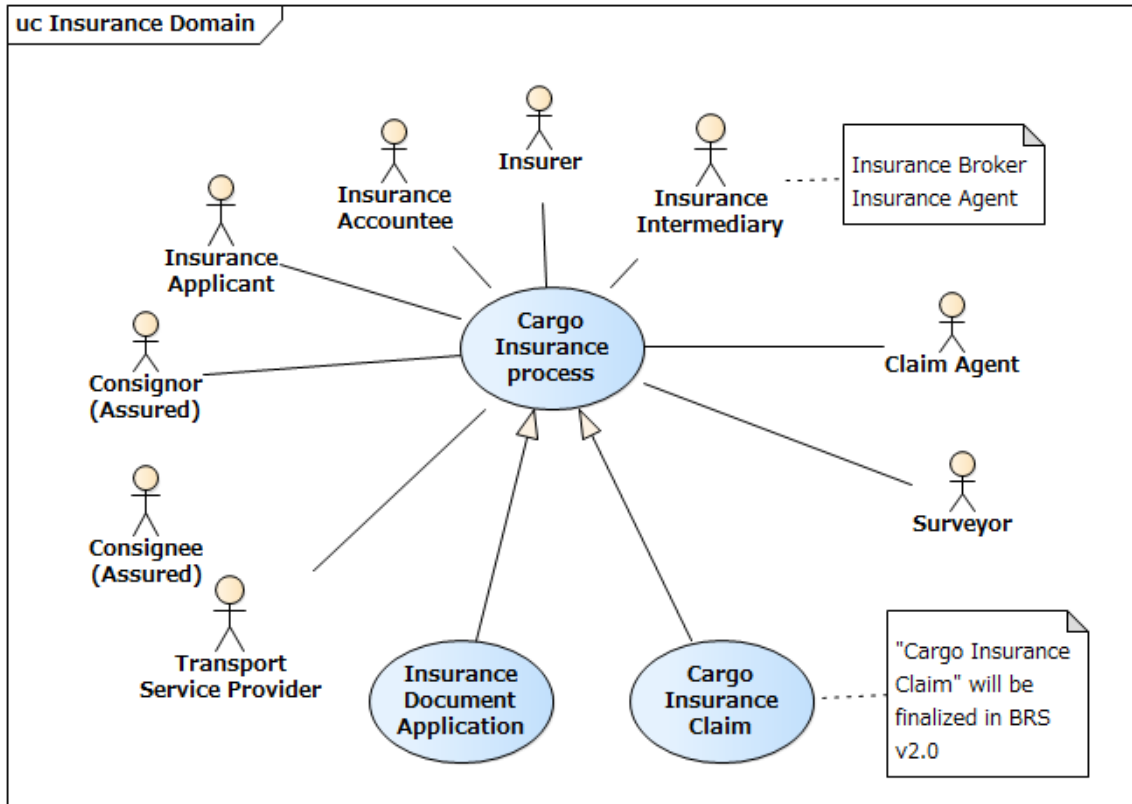 uc Insurance Domain
Insurer
Insurance
Accountee
Insurance
Intermediary
Insurance Broker
Insurance Agent
Insurance
Applicant
Cargo
Insurance
process
Consignor
(Assured)
Claim Agent
Consignee
(Assured)
Surveyor
Transport
Service Provider
Insurance
Document
Application
Cargo
Insurance
Claim
"Cargo Insurance
Claim" will be
finalized in BRS
v2.0